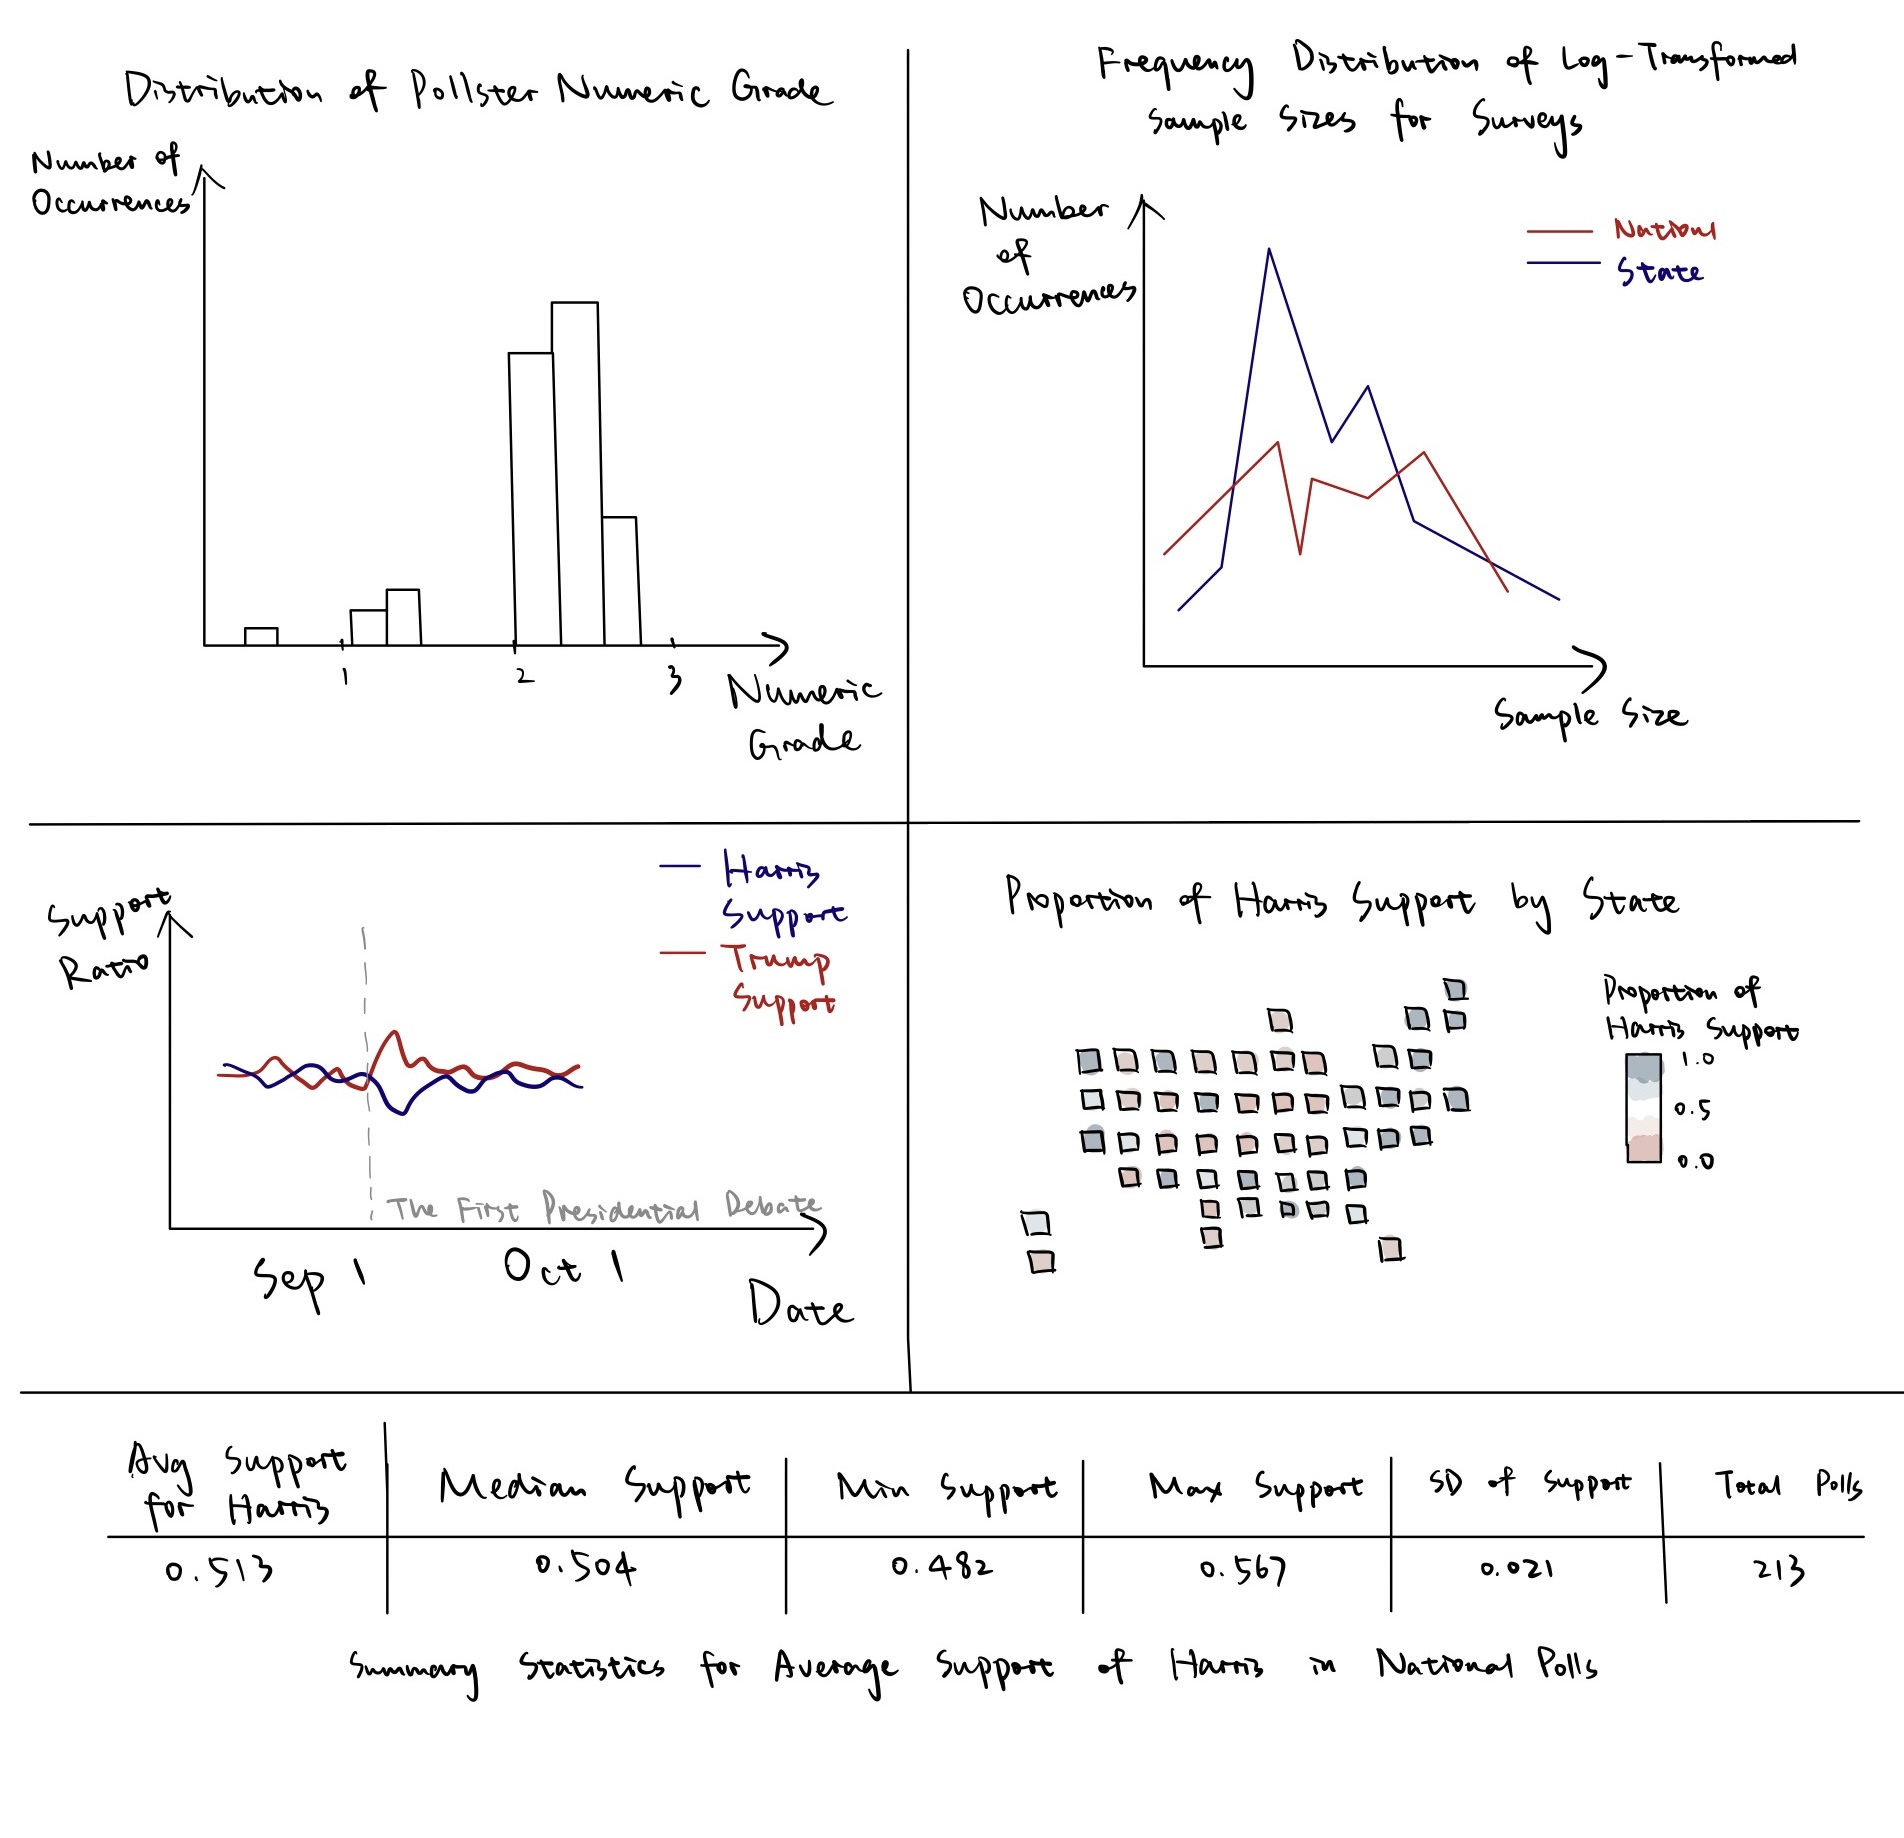 Distribution of Pollster Numeric Grade
Number of
Occurrences
1
2
3
Numeric
Grade
Frequency Distribution of Log-Transformed
Sample Sizes for Surveys
Number
of
Occurrences
Nationl
State
Sample Size
Support
Ratio
Harris
Support
Trump
Support
The First Presidential Debate
Sep 1
Oct 1
Date
Proportion of Harris Support by State
Proportion of
Harris Support
1.0
0.5
0.0
Avg Support
for Harris
Median Support
Min Support
Max Support
SD of Support
Total Polls
0.513
0.504
0.482
0.567
0.021
213
Summary Statistics for Average Support of Harris in National Polls